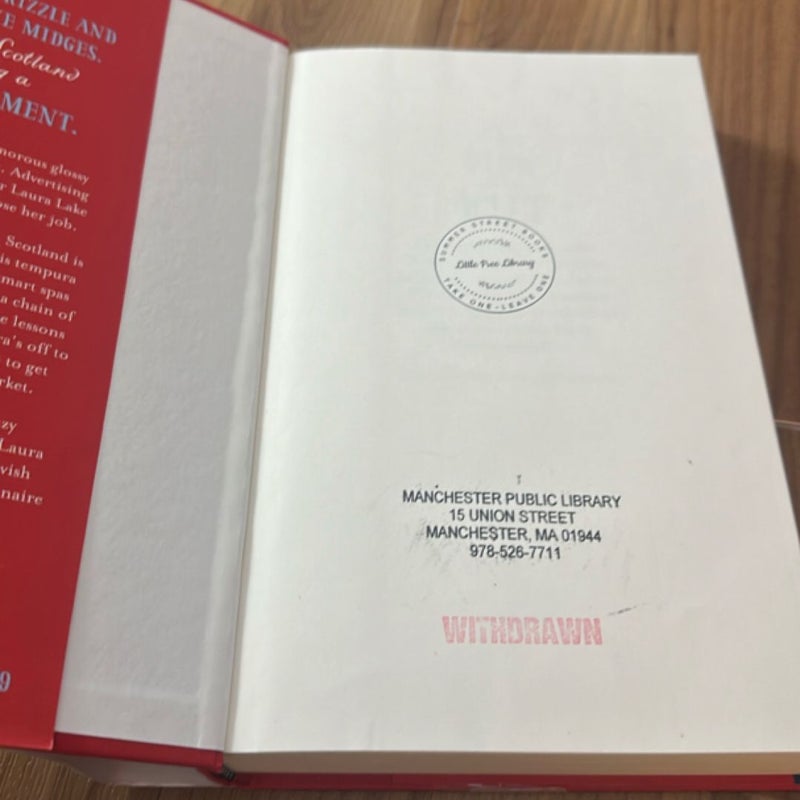 RIZZLE AND
E MIDGES.
Scotland
g a
MENT.
morous glossy
. Advertising
r Laura Lake
ose her job.
Scotland is
is tempura
mart spas
a chain of
e lessons
ra's off to
to get
rket.
zy
Laura
vish
naire
9
SUMMER STREET BOOKS
Little Free Library
TAKE ONE - LEAVE ONE
MANCHESTER PUBLIC LIBRARY
15 UNION STREET
MANCHESTER, MA 01944
978-526-7711
WITHDRAWN